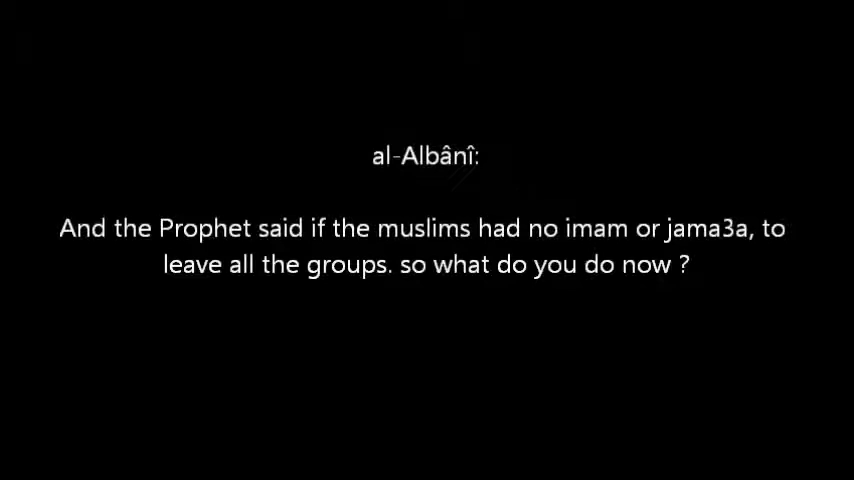 al-Albânî:
And the Prophet said if the muslims had no imam or jama3a, to
leave all the groups. so what do you do now ?